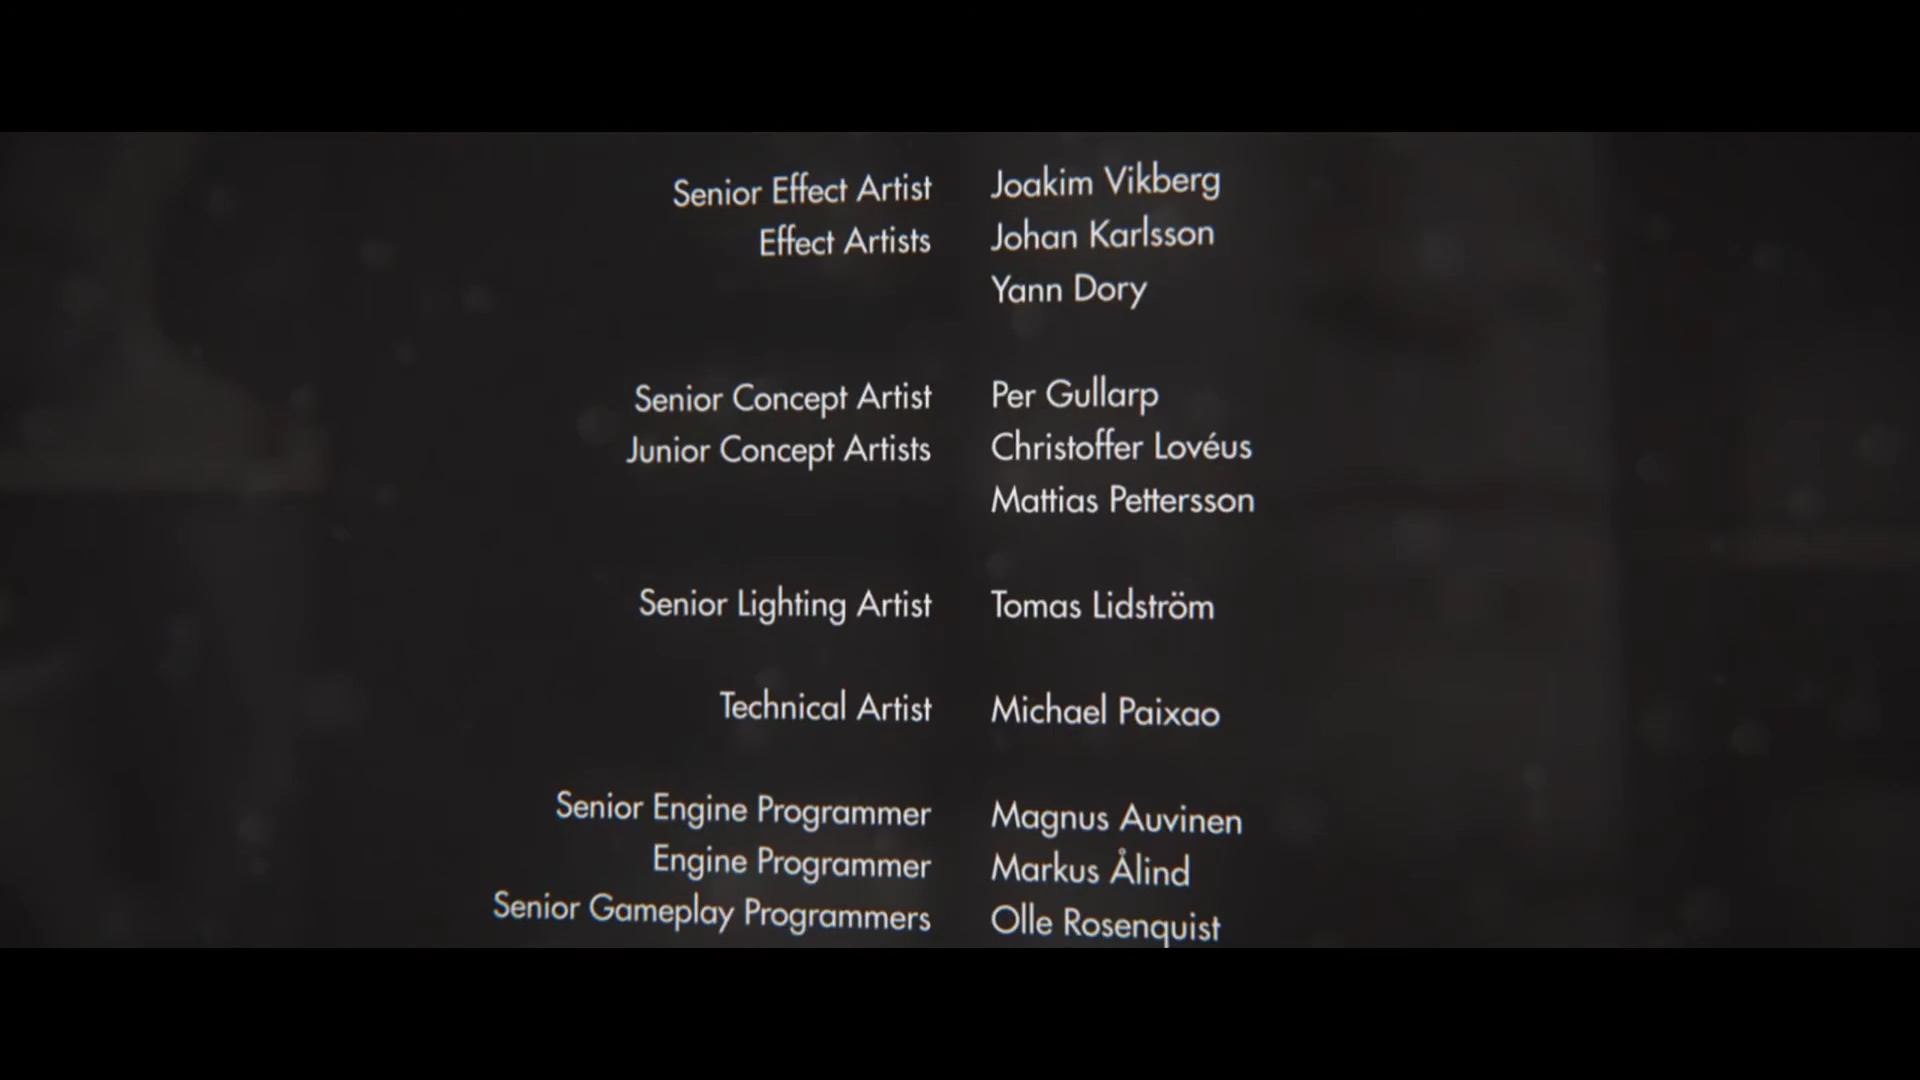 Senior Effect Artist Joakim Vikberg
Effect Artists Johan Karlsson
Yann Dory
Senior Concept Artist Per Gullarp
Junior Concept Artists Christoffer Lovéus
Mattias Pettersson
Senior Lighting Artist Tomas Lidström
Technical Artist Michael Paixao
Senior Engine Programmer Magnus Auvinen
Engine Programmer Markus Ålind
Senior Gameplay Programmers Olle Rosenquist